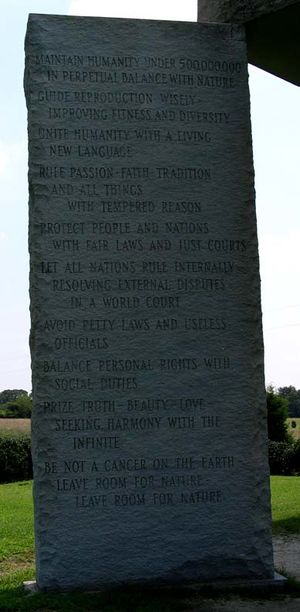 MAINTAIN HUMANITY UNDER 500,000,000
IN PERPETUAL BALANCE WITH NATURE
GUIDE REPRODUCTION WISELY -
IMPROVING FITNESS AND DIVERSITY
UNITE HUMANITY WITH A LIVING
NEW LANGUAGE
RULE PASSION - FAITH - TRADITION
AND ALL THINGS
WITH TEMPERED REASON
PROTECT PEOPLE AND NATIONS
WITH FAIR LAWS AND JUST COURTS
LET ALL NATIONS RULE INTERNALLY
RESOLVING EXTERNAL DISPUTES
IN A WORLD COURT
AVOID PETTY LAWS AND USELESS
OFFICIALS
BALANCE PERSONAL RIGHTS WITH
SOCIAL DUTIES
PRIZE TRUTH - BEAUTY - LOVE
SEEKING HARMONY WITH THE
INFINITE
BE NOT A CANCER ON THE EARTH -
LEAVE ROOM FOR NATURE -
LEAVE ROOM FOR NATURE